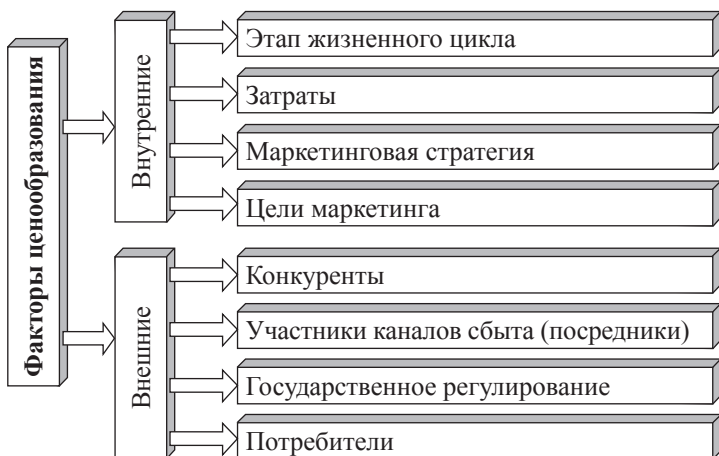 Факторы ценообразования
Внутренние
Этап жизненного цикла
Затраты
Маркетинговая стратегия
Цели маркетинга
Внешние
Конкуренты
Участники каналов сбыта (посредники)
Государственное регулирование
Потребители